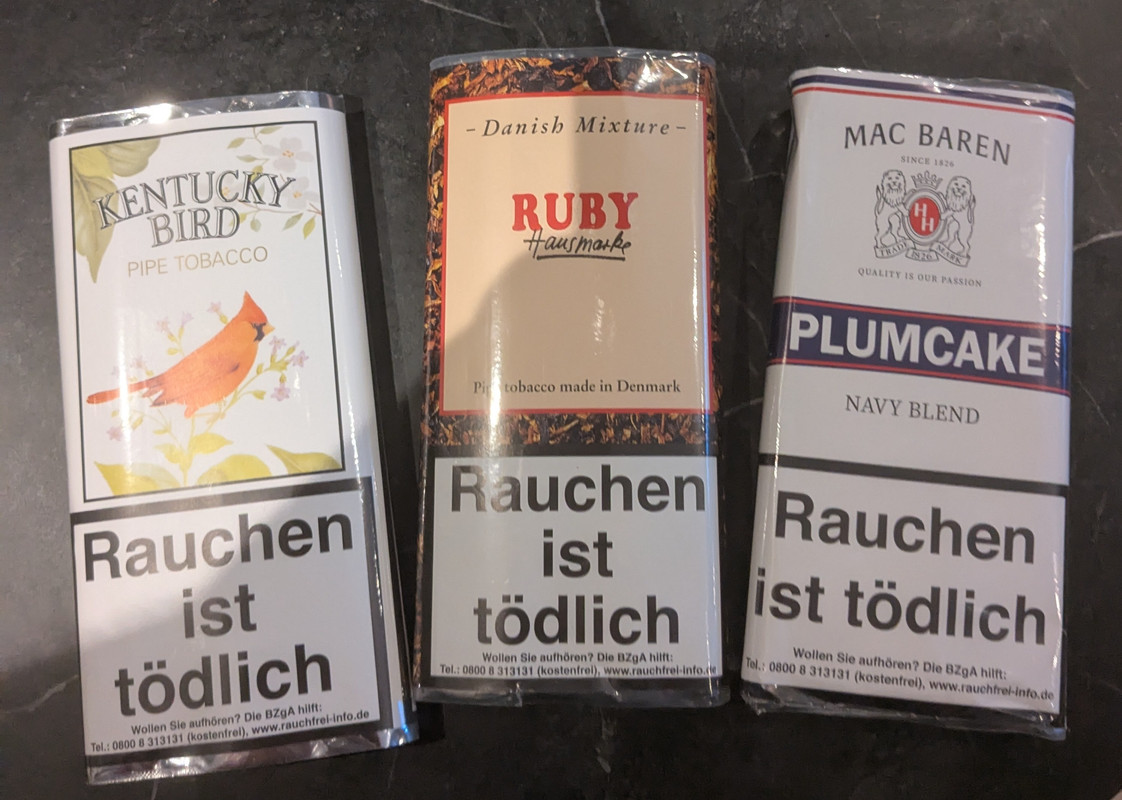 KENTUCKY
BIRD
PIPE TOBACCO
Rauchen
ist
tödlich
Wollen Sie aufhören? Die BZgA hilft:
Tel.: 0800 8 313131 (kostenfrei), www.rauchfrei-info.de
- Danish Mixture -
RUBY
Hausmarke
Pipe tobacco made in Denmark
Rauchen
ist
tödlich
Wollen Sie aufhören? Die BZgA hilft:
Tel.: 0800 8 313131 (kostenfrei), www.rauchfrei-info.de
MAC BAREN
SINCE 1826
H
H
TRADE 1826 MARK
QUALITY IS OUR PASSION
PLUMCAKE
NAVY BLEND
Rauchen
ist tödlich
Wollen Sie aufhören? Die BZgA hilft:
Tel.: 0800 8 313131 (kostenfrei), www.rauchfrei-info.de